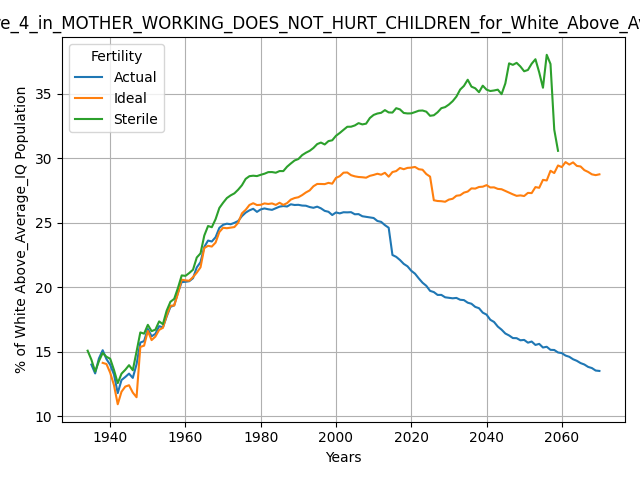 e_4_in_MOTHER_WORKING_DOES_NOT_HURT_CHILDREN_for_White_Above_Av
Fertility
Actual
Ideal
Sterile
% of White Above_Average_IQ Population
35
30
25
20
15
10
1940
1960
1980
2000
2020
2040
2060
Years